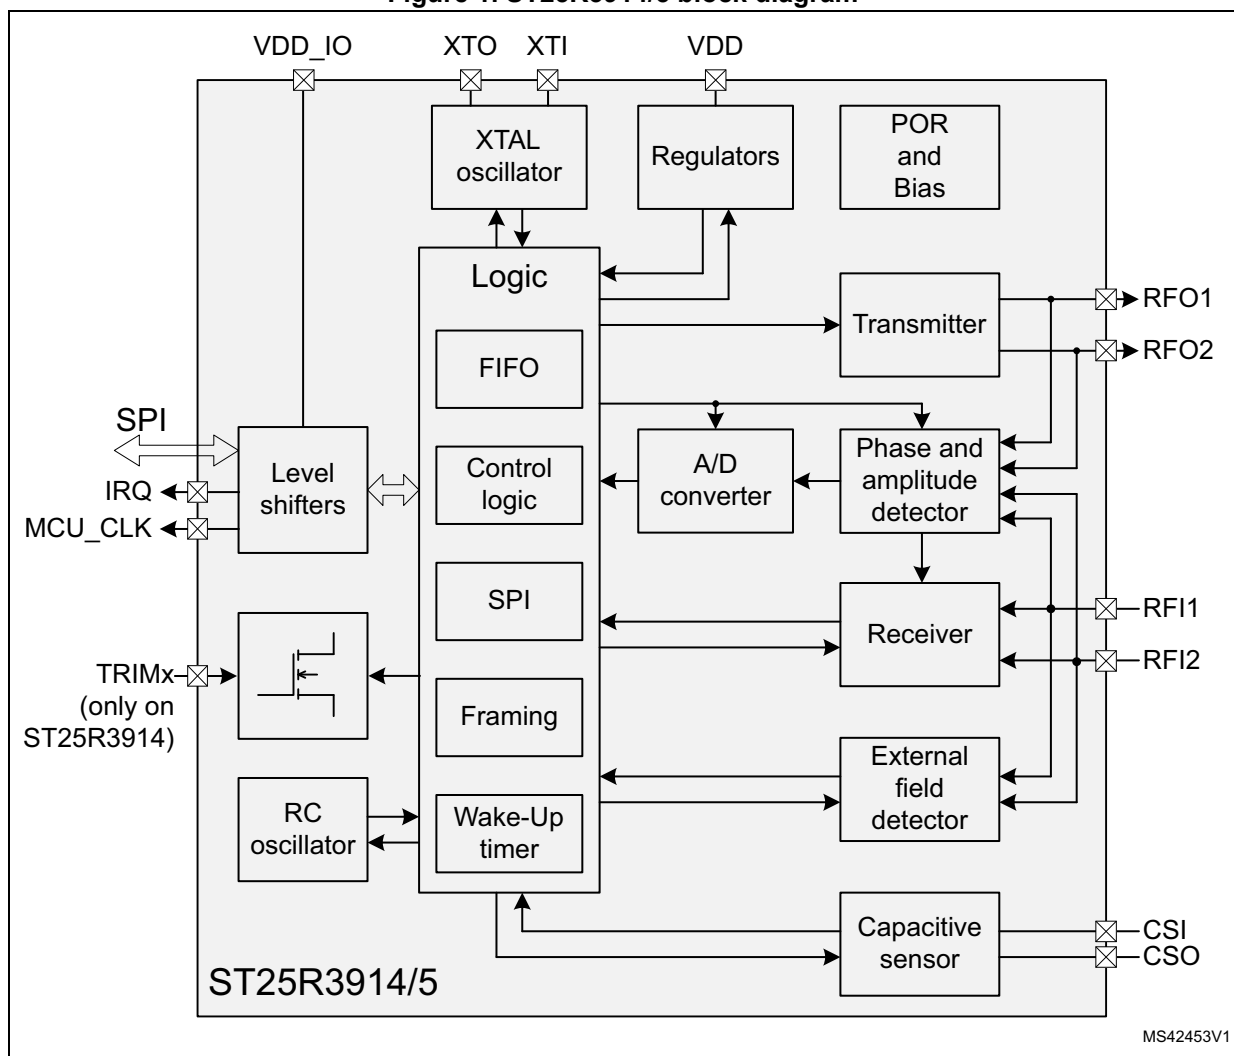 VDD_IO
XTO
XTI
VDD
XTAL
oscillator
Regulators
POR
and
Bias
Logic
Transmitter
RFO1
RFO2
FIFO
SPI
Level
shifters
IRQ
MCU_CLK
Control
logic
A/D
converter
Phase and
amplitude
detector
SPI
Receiver
RFI1
RFI2
TRIMx
(only on
ST25R3914)
Framing
External
field
detector
RC
oscillator
Wake-Up
timer
Capacitive
sensor
CSI
CSO
ST25R3914/5
MS42453V1